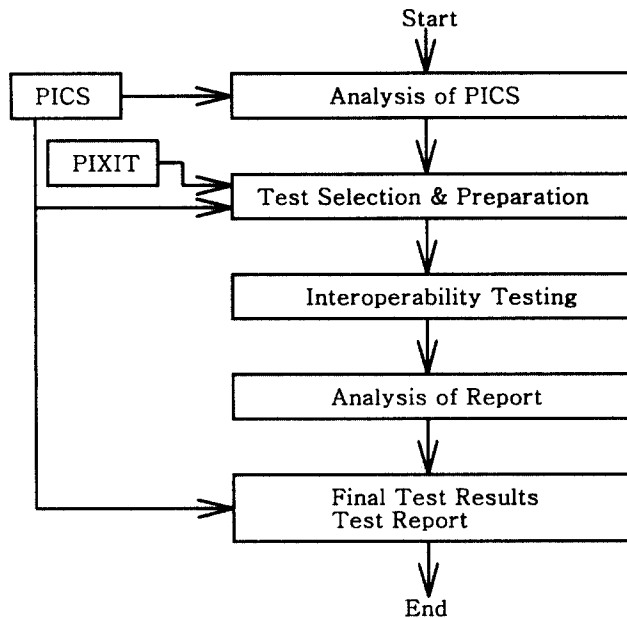 Start
PICS
Analysis of PICS
PIXIT
Test Selection & Preparation
Interoperability Testing
Analysis of Report
Final Test Results
Test Report
End